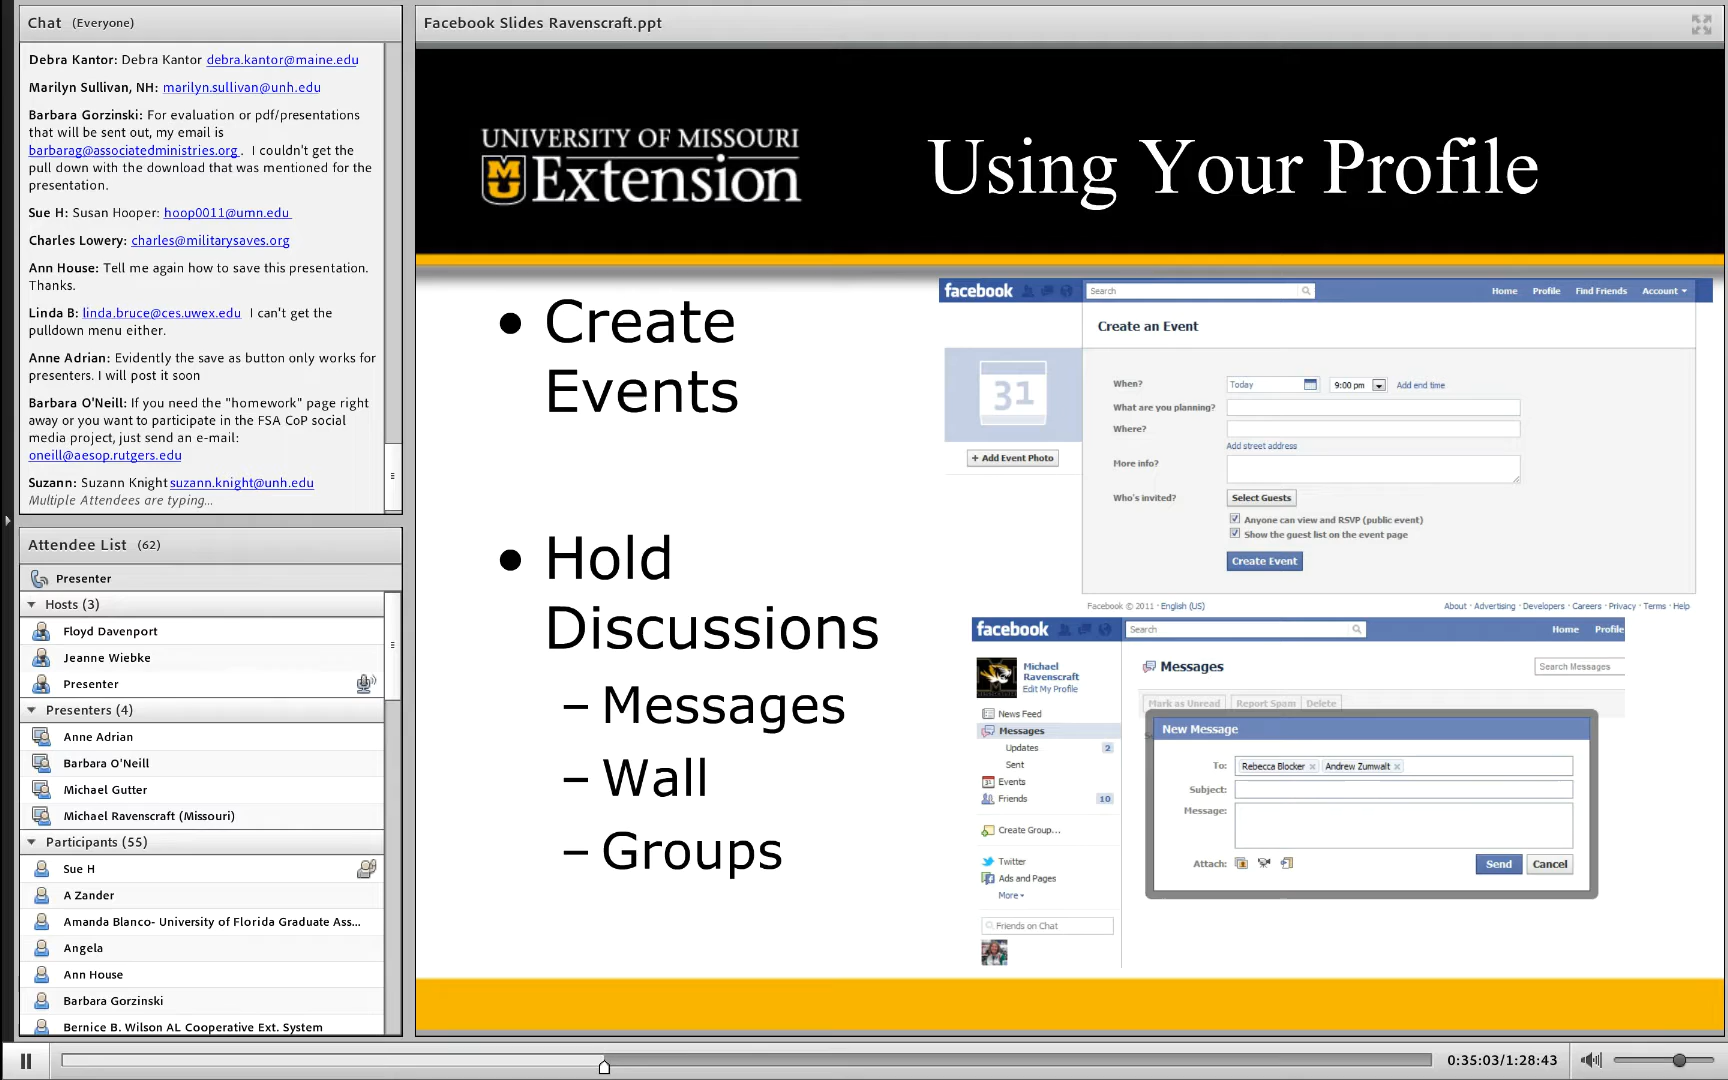 Chat (Everyone)
Debra Kantor: Debra Kantor debra.kantor@maine.edu
Marilyn Sullivan, NH: marilyn.sullivan@unh.edu
Barbara Gorzinski: For evaluation or pdf/presentations
that will be sent out, my email is
barbarag@associatedministries.org . I couldn't get the
pull down with the download that was mentioned for the
presentation.
Sue H: Susan Hooper: hoop0011@umn.edu
Charles Lowery: charles@militarysaves.org
Ann House: Tell me again how to save this presentation.
Thanks.
Linda B: linda.bruce@ces.uwex.edu I can't get the
pulldown menu either.
Anne Adrian: Evidently the save as button only works for
presenters. I will post it soon
Barbara O'Neill: If you need the "homework" page right
away or you want to participate in the FSA CoP social
media project, just send an e-mail:
oneill@aesop.rutgers.edu
Suzann: Suzann Knight suzann.knight@unh.edu
Multiple Attendees are typing...
Attendee List (62)
Presenter
Hosts (3)
Floyd Davenport
Jeanne Wiebke
Presenter
Presenters (4)
Anne Adrian
Barbara O'Neill
Michael Gutter
Michael Ravenscraft (Missouri)
Participants (55)
Sue H
A Zander
Amanda Blanco- University of Florida Graduate Ass...
Angela
Ann House
Barbara Gorzinski
Bernice B. Wilson AL Cooperative Ext. System
Facebook Slides Ravenscraft.ppt
UNIVERSITY OF MISSOURI
MU Extension
Using Your Profile
• Create
Events
• Hold
Discussions
– Messages
– Wall
– Groups
facebook Search Home Profile Find Friends Account
Create an Event
31
+ Add Event Photo
When? Today 9:00 pm Add end time
What are you planning?
Where?
Add street address
More info?
Who's invited? Select Guests
Anyone can view and RSVP (public event)
Show the guest list on the event page
Create Event
Facebook © 2011 · English (US) About · Advertising · Developers · Careers · Privacy · Terms · Help
facebook Search Home Profile
Michael
Ravenscraft
Edit My Profile
News Feed
Messages
Updates 2
Sent
Events
Friends 10
Create Group...
Twitter
Ads and Pages
More
Friends on Chat
Messages
Search Messages
Mark as Unread Report Spam Delete
New Message
To: Rebecca Blocker × Andrew Zumwalt ×
Subject:
Message:
Attach:
Send Cancel
0:35:03/1:28:43